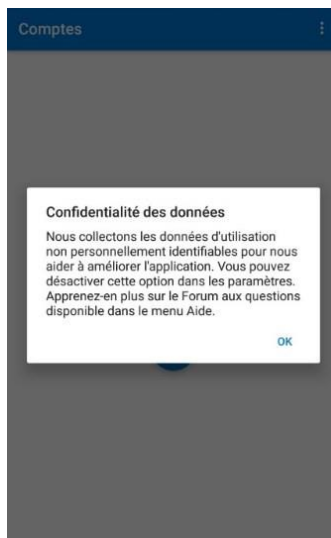 Comptes
Confidentialité des données
Nous collectons les données d'utilisation
non personnellement identifiables pour nous
aider à améliorer l'application. Vous pouvez
désactiver cette option dans les paramètres.
Apprenez-en plus sur le Forum aux questions
disponible dans le menu Aide.
OK